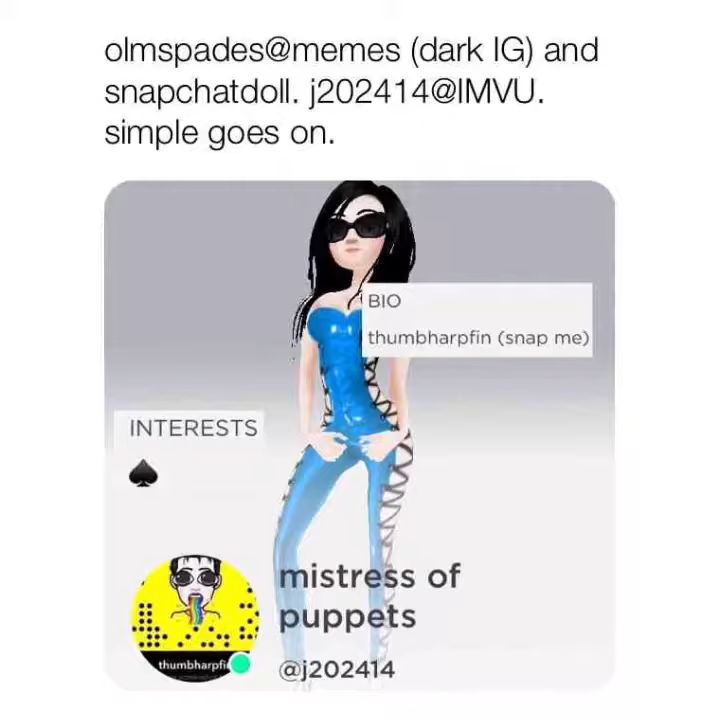 olmspades@memes (dark IG) and
snapchatdoll. j202414@IMVU.
simple goes on.
BIO
thumbharpfin (snap me)
INTERESTS
mistress of
puppets
thumbharpfi
@j202414